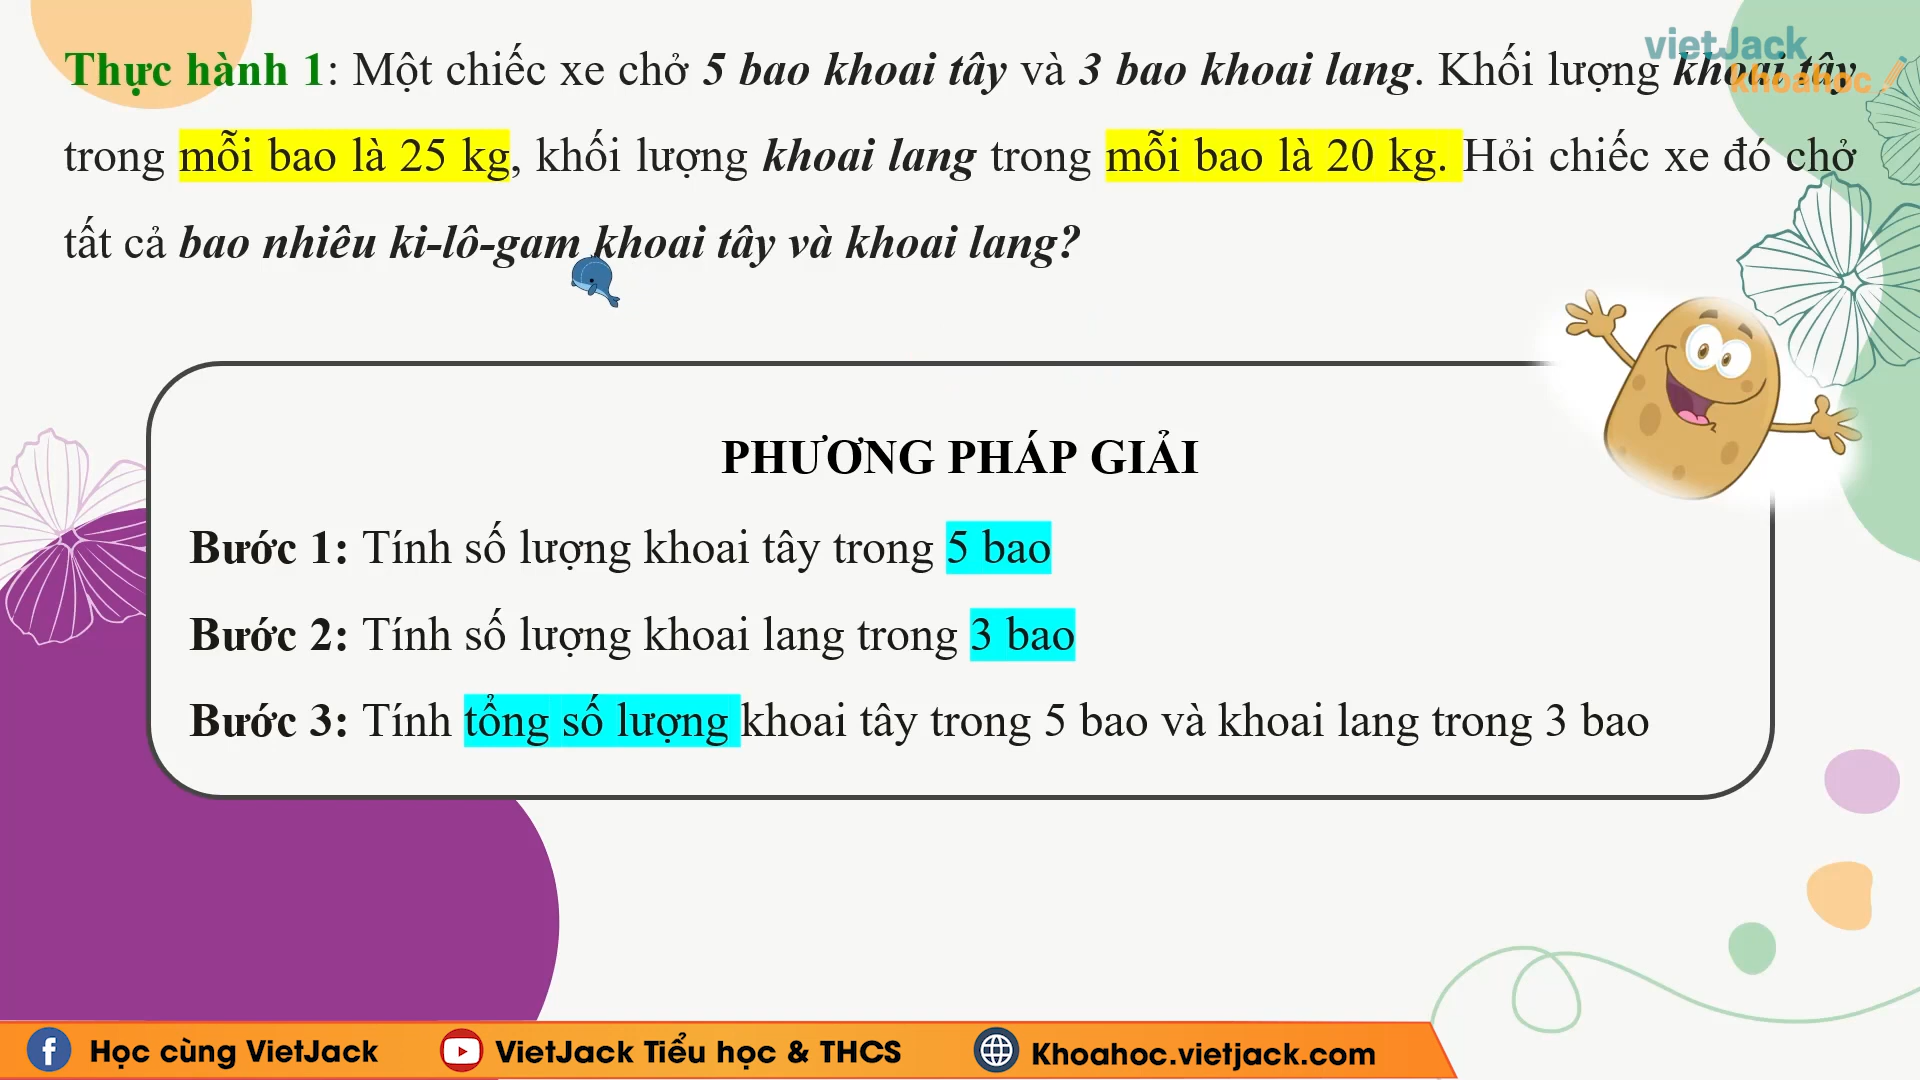 Thực hành 1: Một chiếc xe chở 5 bao khoai tây và 3 bao khoai lang. Khối lượng khoai tây
vietJack
khoahoc
trong mỗi bao là 25 kg, khối lượng khoai lang trong mỗi bao là 20 kg. Hỏi chiếc xe đó chở
tất cả bao nhiêu ki-lô-gam khoai tây và khoai lang?
PHƯƠNG PHÁP GIẢI
Bước 1: Tính số lượng khoai tây trong 5 bao
Bước 2: Tính số lượng khoai lang trong 3 bao
Bước 3: Tính tổng số lượng khoai tây trong 5 bao và khoai lang trong 3 bao
Học cùng VietJack
VietJack Tiểu học & THCS
Khoahoc.vietjack.com